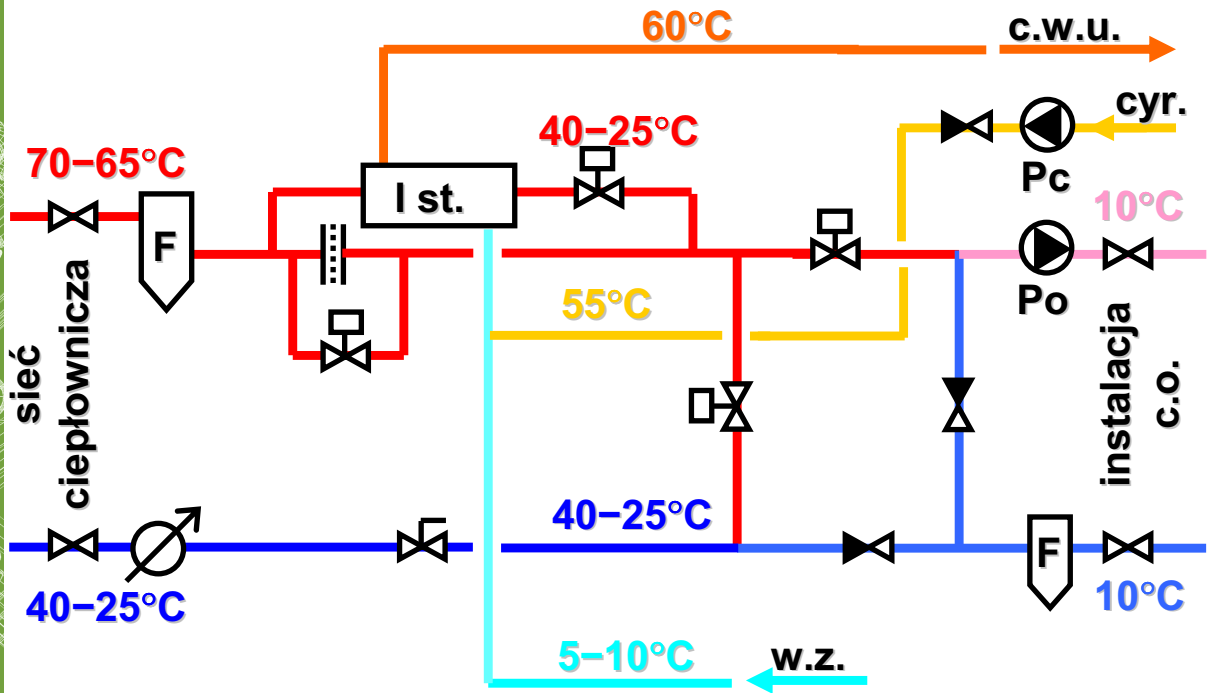 60°C
c.w.u.
cyr.
40−25°C
70−65°C
I st.
Pc
10°C
F
Po
55°C
sieć
ciepłownicza
instalacja
c.o.
40−25°C
F
40−25°C
10°C
5−10°C
w.z.